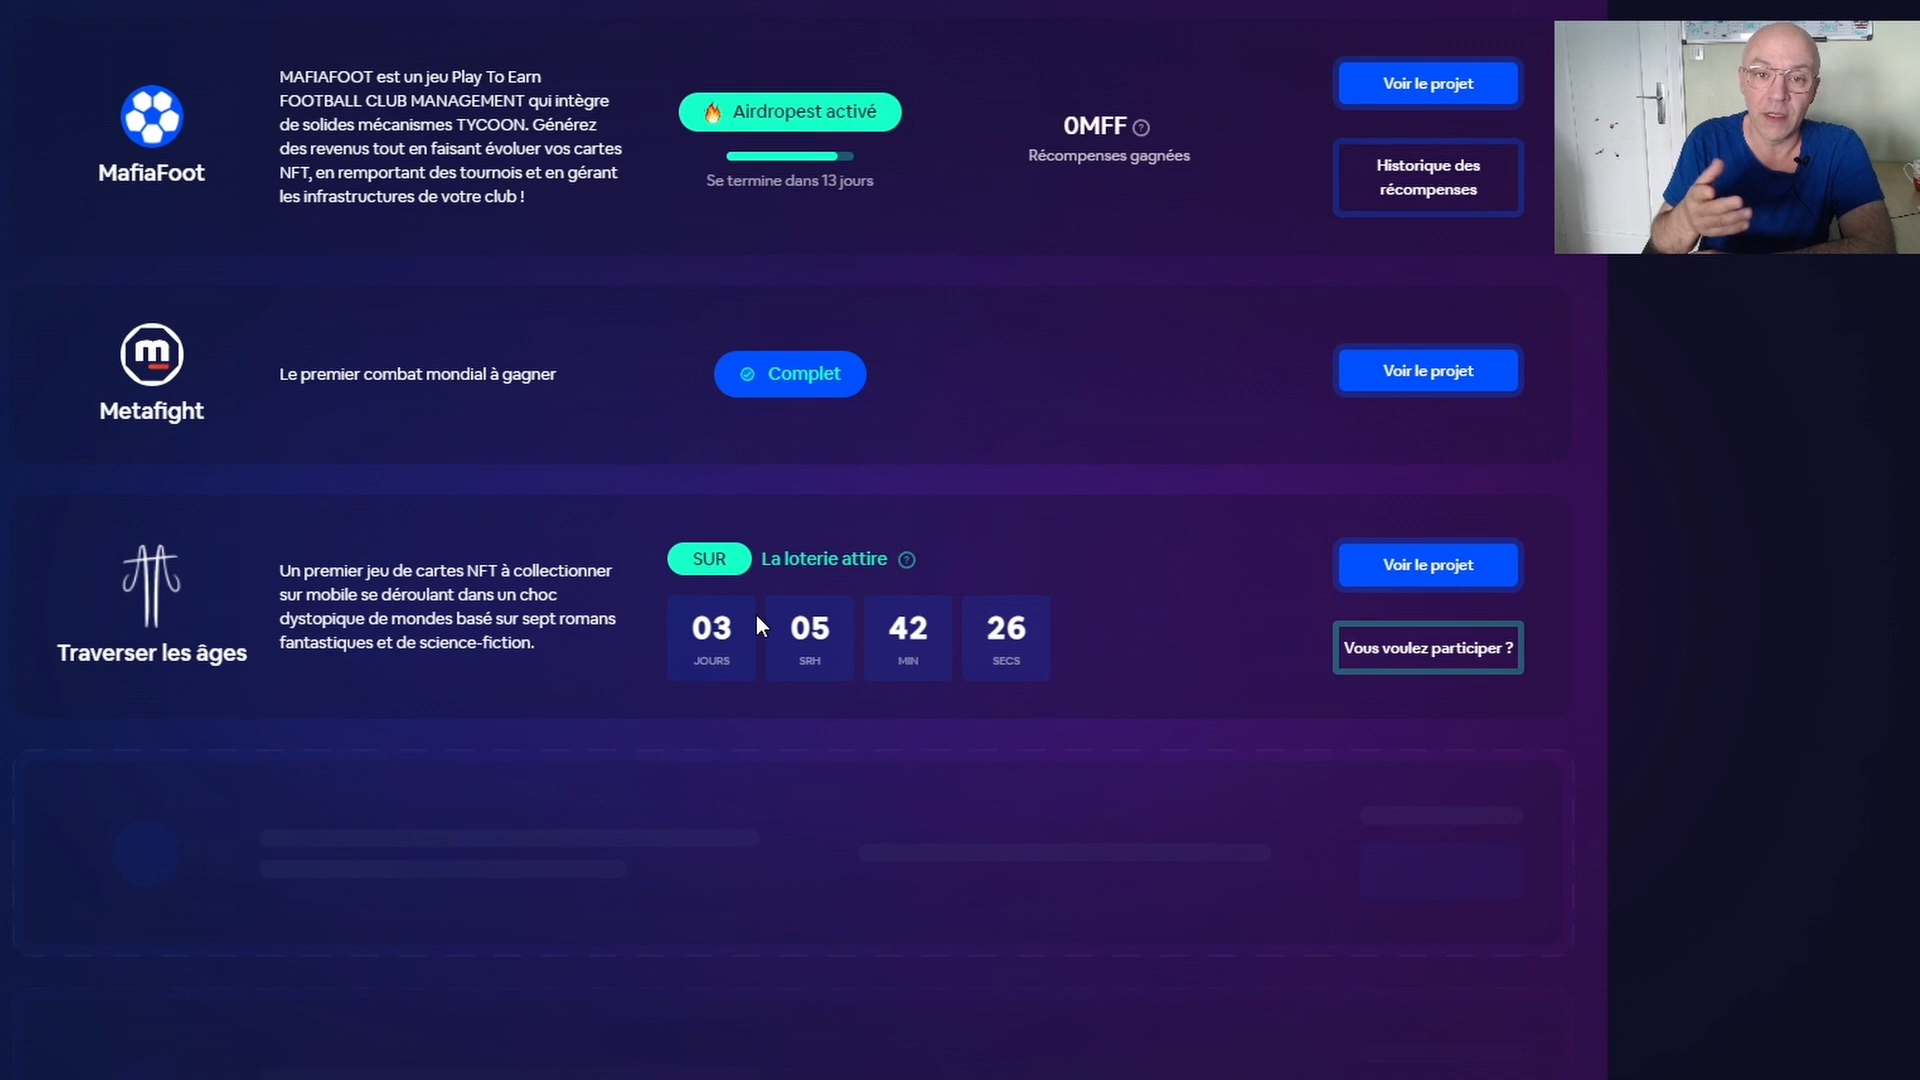 MafiaFoot
MAFIAFOOT est un jeu Play To Earn
FOOTBALL CLUB MANAGEMENT qui intègre
de solides mécanismes TYCOON. Générez
des revenus tout en faisant évoluer vos cartes
NFT, en remportant des tournois et en gérant
les infrastructures de votre club !
Airdropest activé
Se termine dans 13 jours
0MFF
Récompenses gagnées
Voir le projet
Historique des
récompenses
Metafight
Le premier combat mondial à gagner
Complet
Voir le projet
Traverser les âges
Un premier jeu de cartes NFT à collectionner
sur mobile se déroulant dans un choc
dystopique de mondes basé sur sept romans
fantastiques et de science-fiction.
SUR La loterie attire
03 05 42 26
JOURS SRH MIN SECS
Voir le projet
Vous voulez participer ?